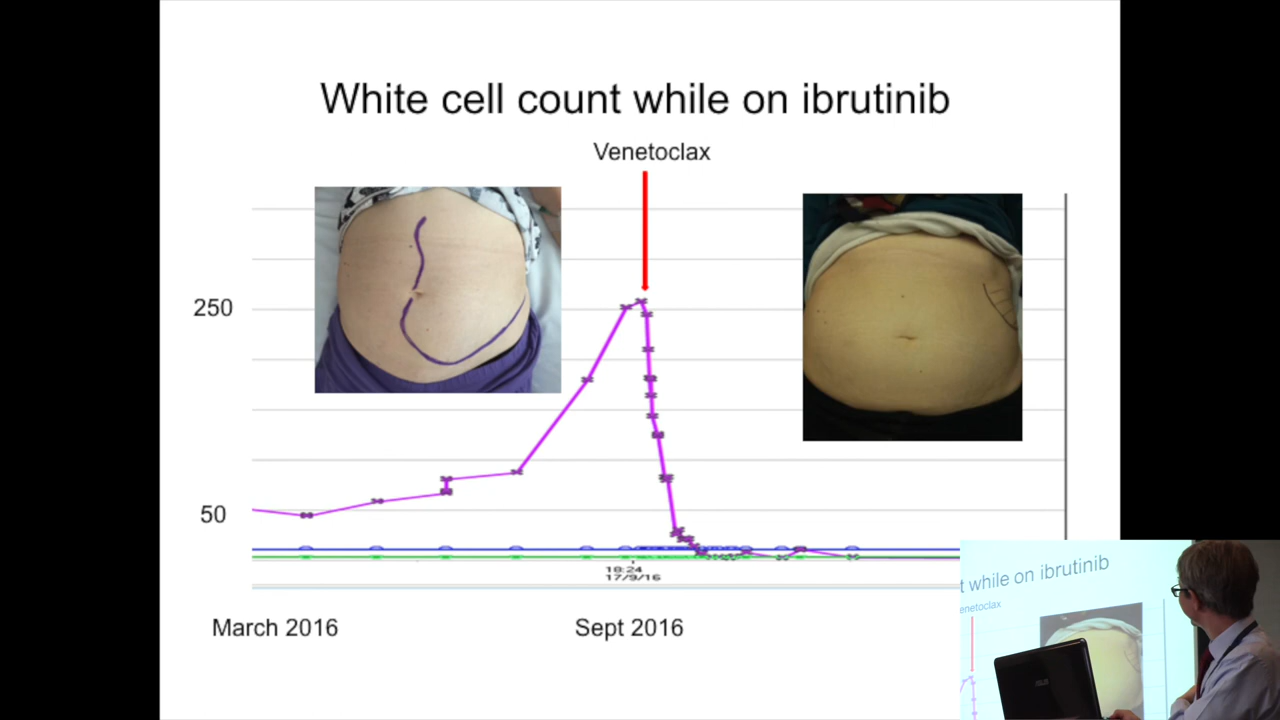 White cell count while on ibrutinib
Venetoclax
250
50
18:24
17/9/16
March 2016
Sept 2016
t while on ibrutinib
enetoclax
ASUS